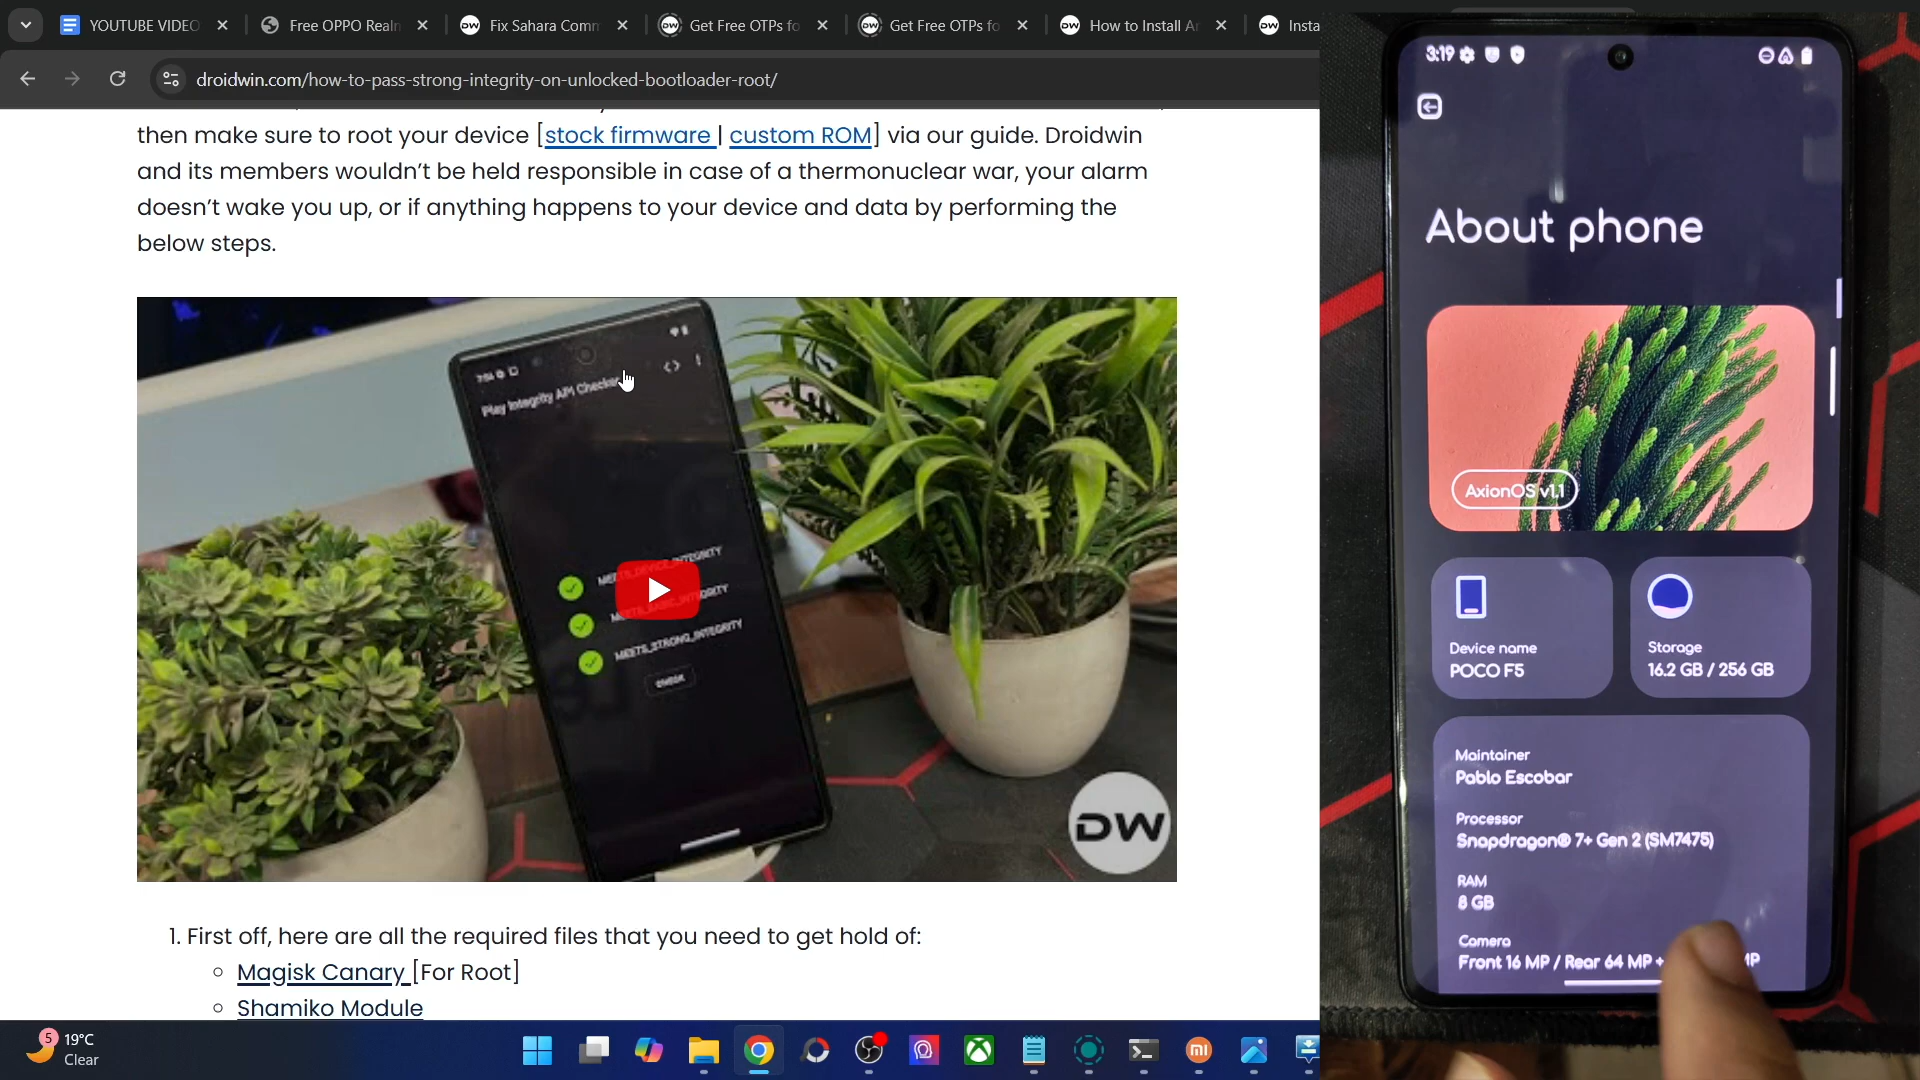 YOUTUBE VIDEO
Free OPPO Realm
Fix Sahara Comm
Get Free OTPs fo
Get Free OTPs fo
How to Install Ar
Insta
droidwin.com/how-to-pass-strong-integrity-on-unlocked-bootloader-root/
then make sure to root your device [stock firmware | custom ROM] via our guide. Droidwin
and its members wouldn't be held responsible in case of a thermonuclear war, your alarm
doesn't wake you up, or if anything happens to your device and data by performing the
below steps.
Play Integrity API Checker
MEETS_DEVICE_INTEGRITY
MEETS_BASIC_INTEGRITY
MEETS_STRONG_INTEGRITY
CHECK
DW
1. First off, here are all the required files that you need to get hold of:
Magisk Canary [For Root]
Shamiko Module
5
19°C
Clear
3:19
About phone
AxionOS v1.1
Device name
POCO F5
Storage
16.2 GB / 256 GB
Maintainer
Pablo Escobar
Processor
Snapdragon® 7+ Gen 2 (SM7475)
RAM
8 GB
Camera
Front 16 MP / Rear 64 MP +